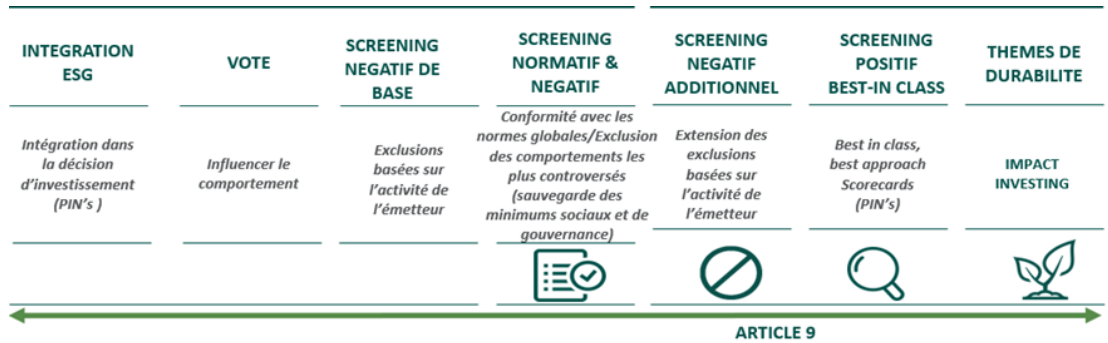 INTEGRATION
ESG
VOTE
SCREENING
NEGATIF DE
BASE
SCREENING
NORMATIF &
NEGATIF
SCREENING
NEGATIF
ADDITIONNEL
SCREENING
POSITIF
BEST-IN CLASS
THEMES DE
DURABILITE
Intégration dans
la décision
d'investissement
(PIN's )
Influencer le
comportement
Exclusions
basées sur
l'activité de
l'émetteur
Conformité avec les
normes globales/Exclusion
des comportements les
plus controversés
(sauvegarde des
minimums sociaux et de
gouvernance)
Extension des
exclusions
basées sur
l'activité de
l'émetteur
Best in class,
best approach
Scorecards
(PIN's)
IMPACT
INVESTING
ARTICLE 9